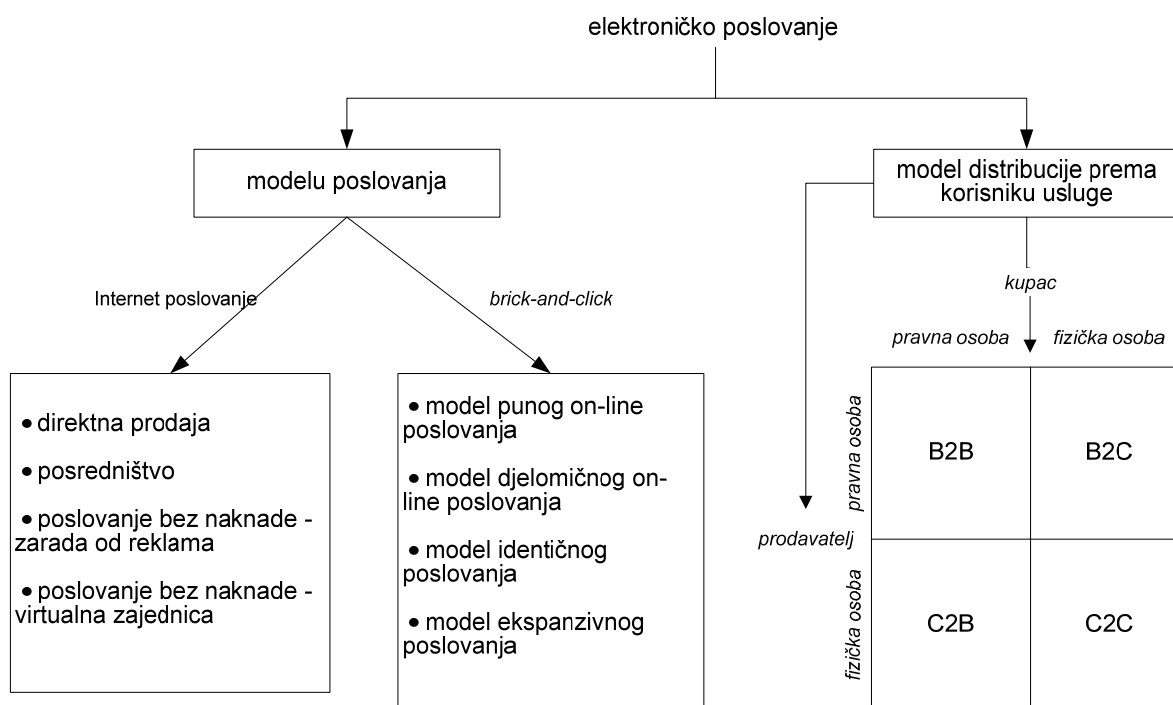 elektroničko poslovanje
modelu poslovanja
model distribucije prema
korisniku usluge
Internet poslovanje
brick-and-click
kupac
pravna osoba
fizička osoba
• direktna prodaja
• posredništvo
• poslovanje bez naknade -
zarada od reklama
• poslovanje bez naknade -
virtualna zajednica
• model punog on-line
poslovanja
• model djelomičnog on-
line poslovanja
• model identičnog
poslovanja
• model ekspanzivnog
poslovanja
prodavatelj
pravna osoba
B2B
B2C
fizička osoba
C2B
C2C